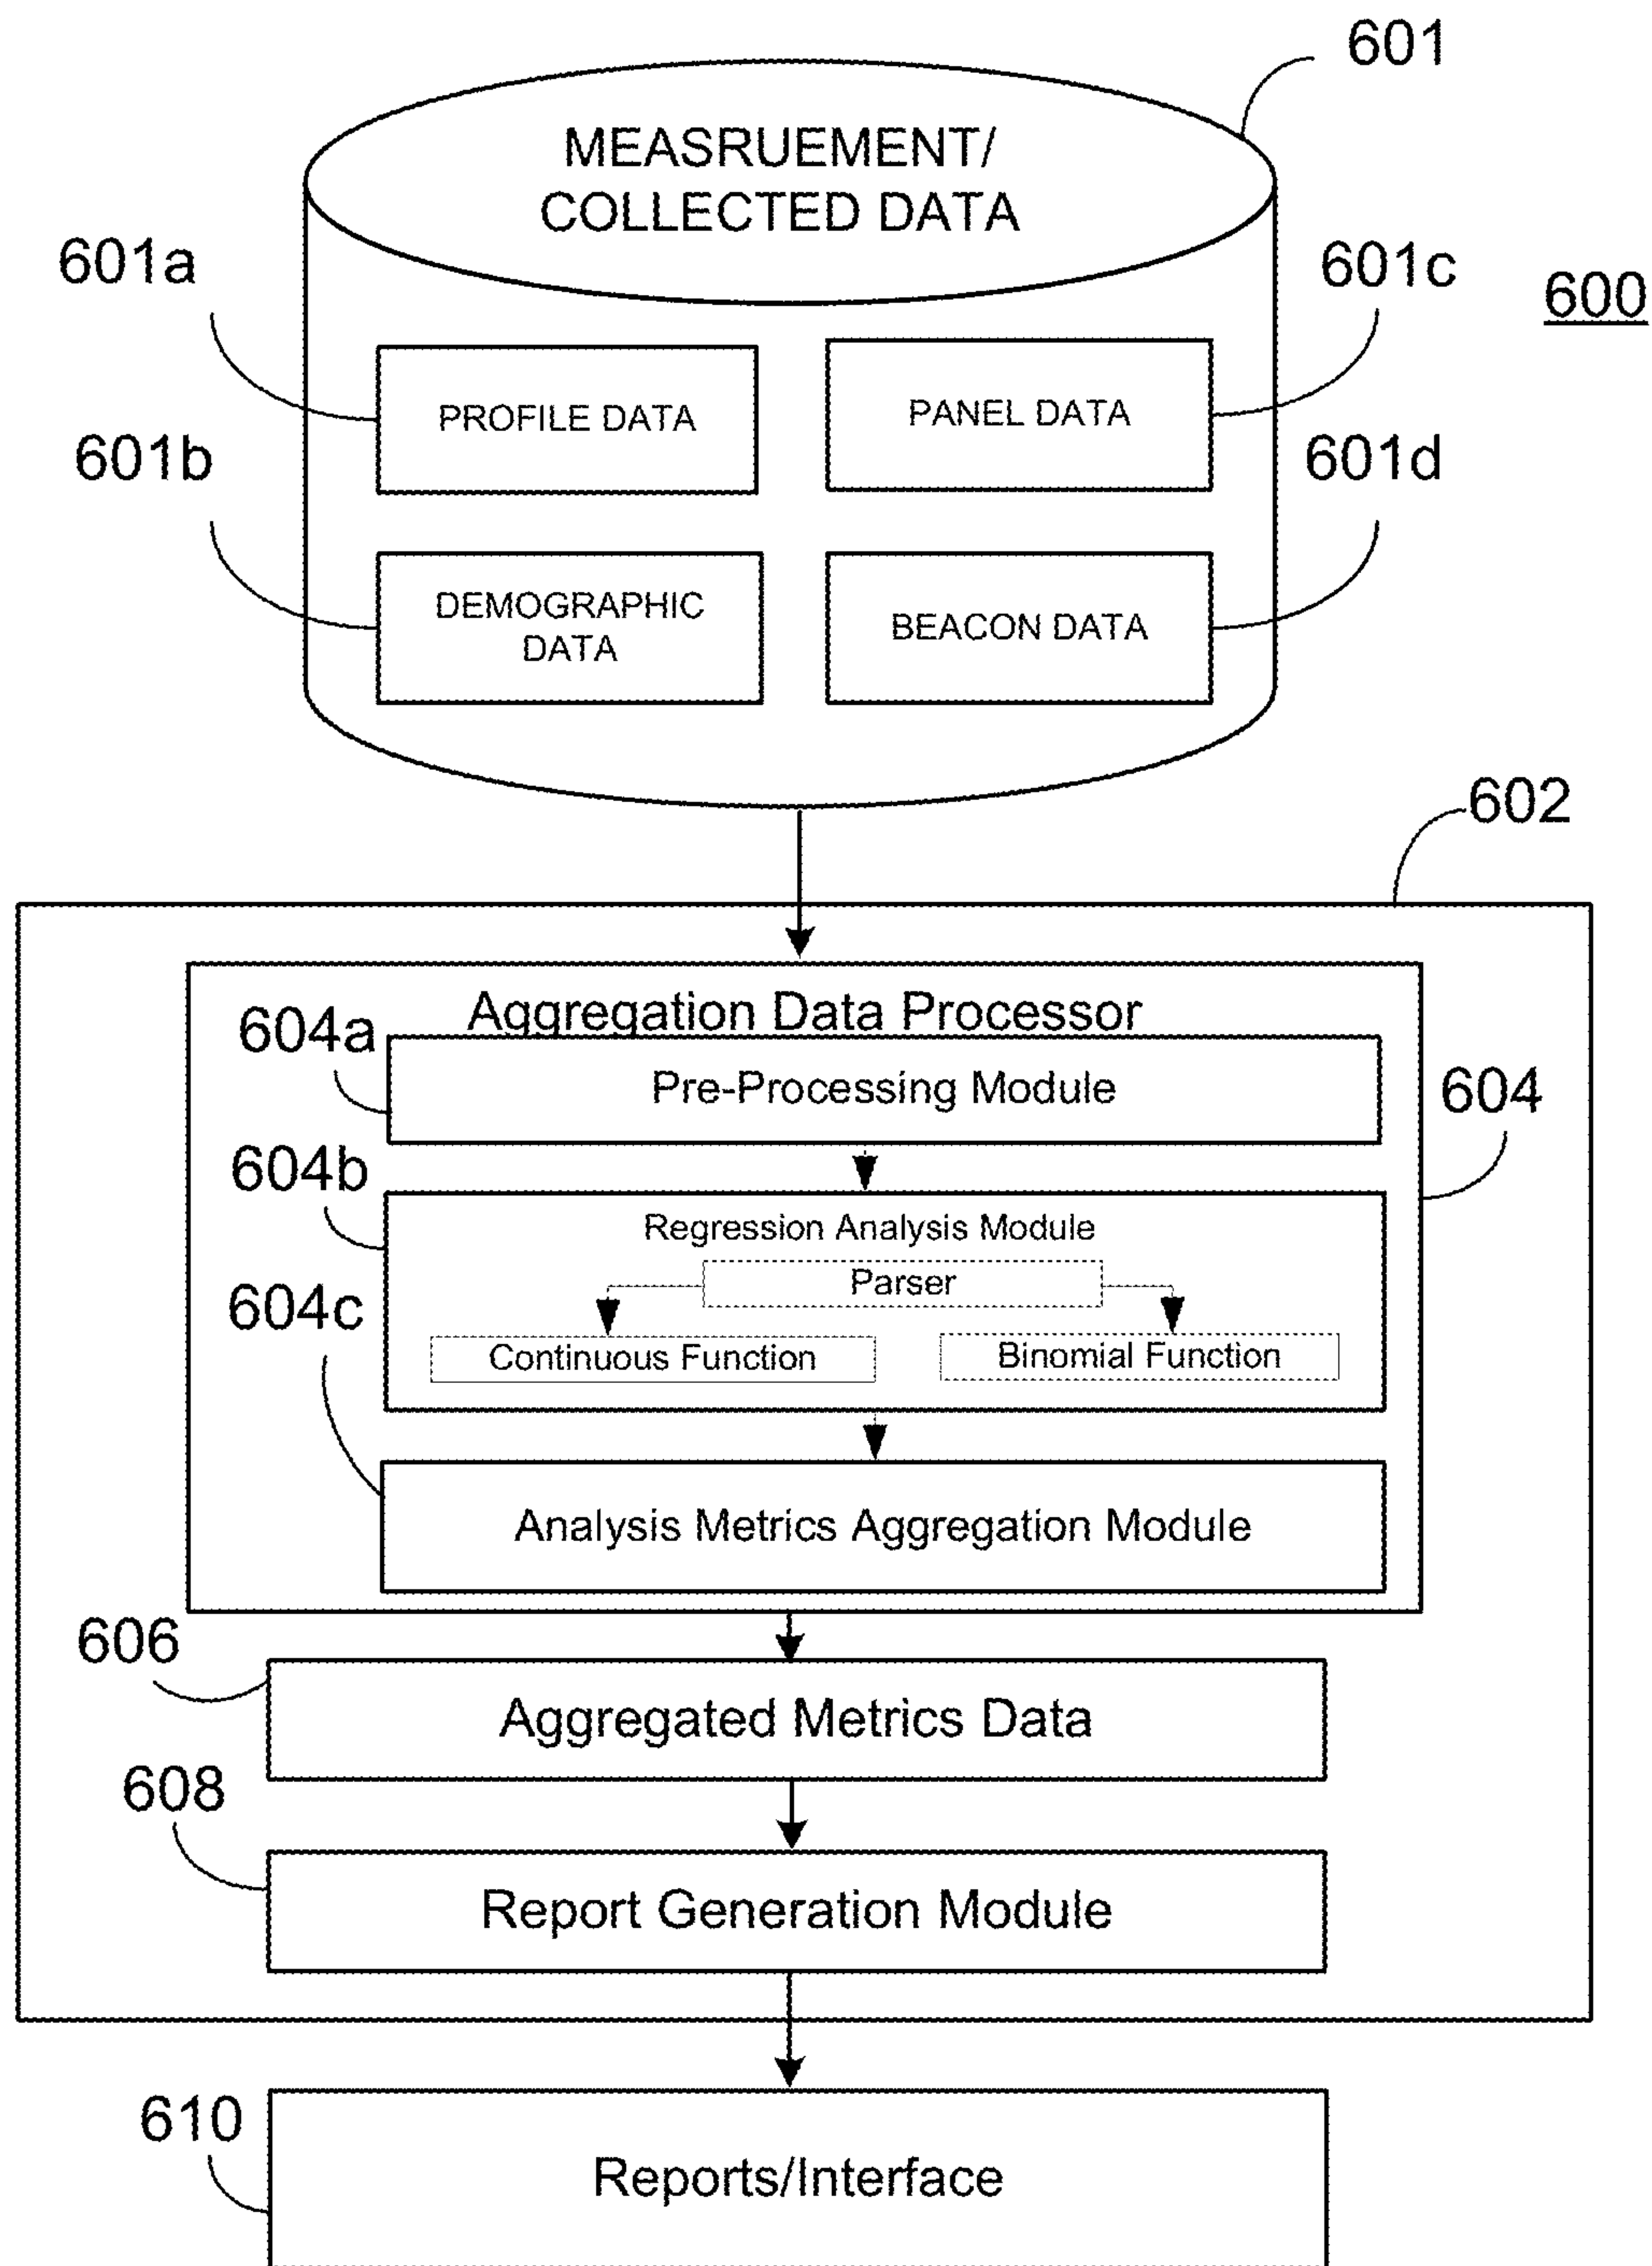 601
MEASRUEMENT/
COLLECTED DATA
601a
601c
600
PROFILE DATA
PANEL DATA
601b
601d
DEMOGRAPHIC
DATA
BEACON DATA
602
Aggregation Data Processor
604a
Pre-Processing Module
604
604b
Regression Analysis Module
Parser
604c
Continuous Function
Binomial Function
Analysis Metrics Aggregation Module
606
Aggregated Metrics Data
608
Report Generation Module
610
Reports/Interface